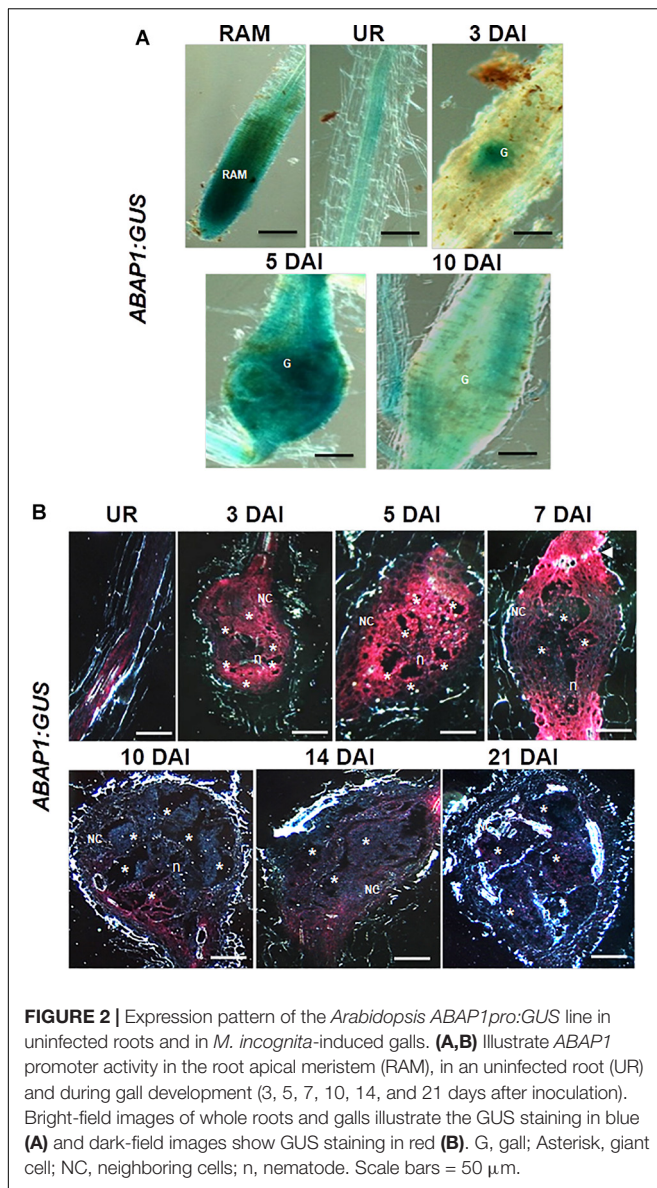 A
RAM UR 3 DAI
ABAP1:GUS
RAM
G
5 DAI 10 DAI
G
G
B
UR 3 DAI 5 DAI 7 DAI
ABAP1:GUS
NC * * * * * * * n
NC * * * * * * * n
NC * * * n
10 DAI 14 DAI 21 DAI
NC * * * * * * n
* * * NC
* * * *
FIGURE 2 | Expression pattern of the Arabidopsis ABAP1pro:GUS line in
uninfected roots and in M. incognita-induced galls. (A,B) Illustrate ABAP1
promoter activity in the root apical meristem (RAM), in an uninfected root (UR)
and during gall development (3, 5, 7, 10, 14, and 21 days after inoculation).
Bright-field images of whole roots and galls illustrate the GUS staining in blue
(A) and dark-field images show GUS staining in red (B). G, gall; Asterisk, giant
cell; NC, neighboring cells; n, nematode. Scale bars = 50 μm.